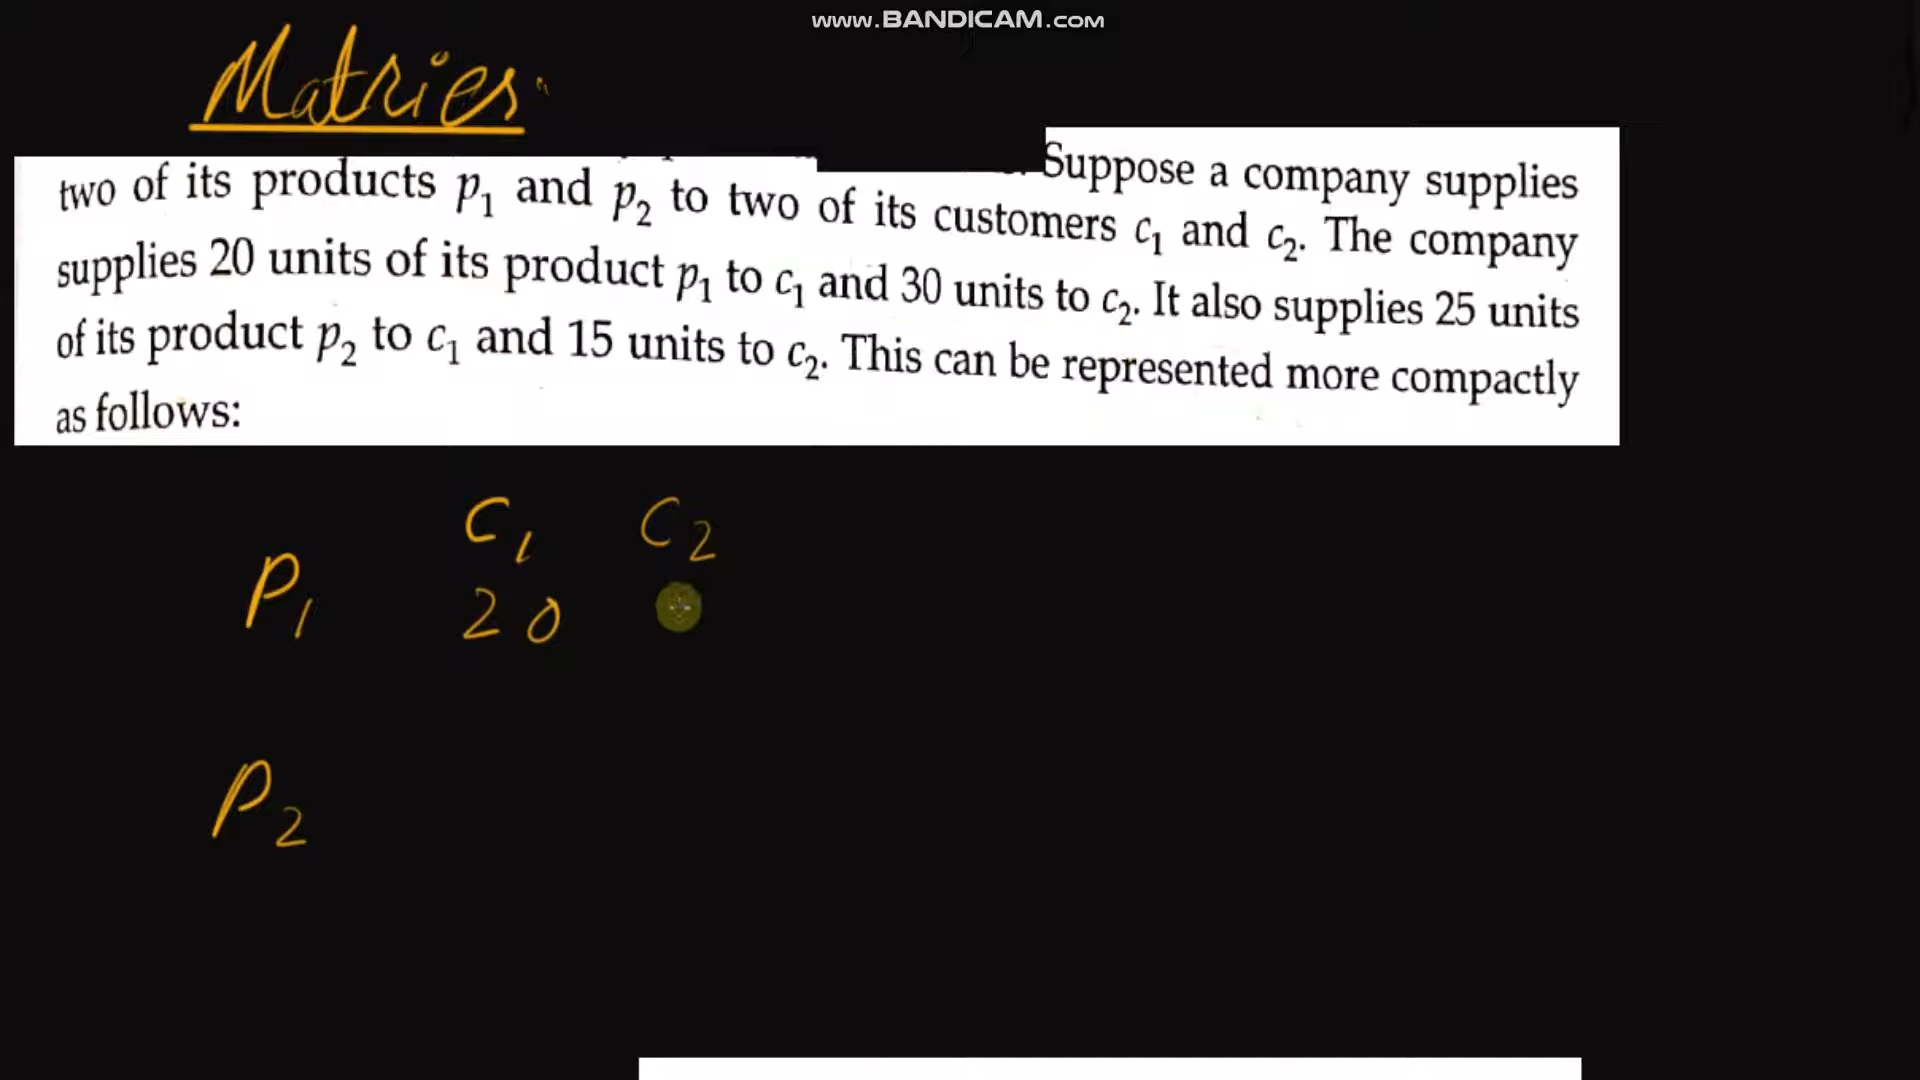 www.BANDICAM.com
Matries
Suppose a company supplies
two of its products p₁ and p₂ to two of its customers c₁ and c₂. The company
supplies 20 units of its product p₁ to c₁ and 30 units to c₂. It also supplies 25 units
of its product p₂ to c₁ and 15 units to c₂. This can be represented more compactly
as follows:
C₁ C₂
P₁ 20
P₂